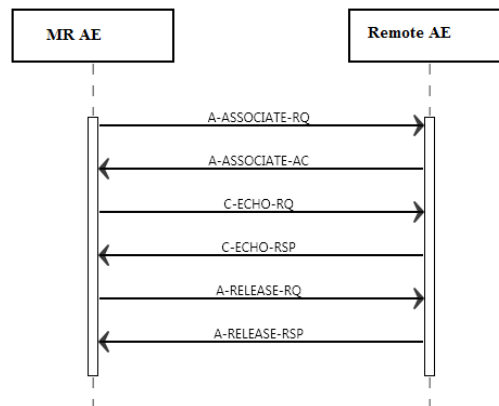 MR AE
Remote AE
A-ASSOCIATE-RQ
A-ASSOCIATE-AC
C-ECHO-RQ
C-ECHO-RSP
A-RELEASE-RQ
A-RELEASE-RSP